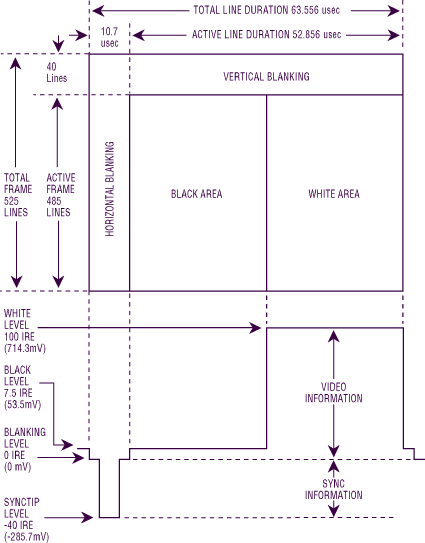 TOTAL LINE DURATION 63.556 usec
10.7
usec
ACTIVE LINE DURATION 52.856 usec
40
Lines
VERTICAL BLANKING
TOTAL
FRAME
525
LINES
ACTIVE
FRAME
485
LINES
HORIZONTAL BLANKING
BLACK AREA
WHITE AREA
WHITE
LEVEL
100 IRE
(714.3mV)
BLACK
LEVEL
7.5 IRE
(53.5mV)
VIDEO
INFORMATION
BLANKING
LEVEL
0 IRE
(0 mV)
SYNC
INFORMATION
SYNCTIP
LEVEL
-40 IRE
(-285.7mV)